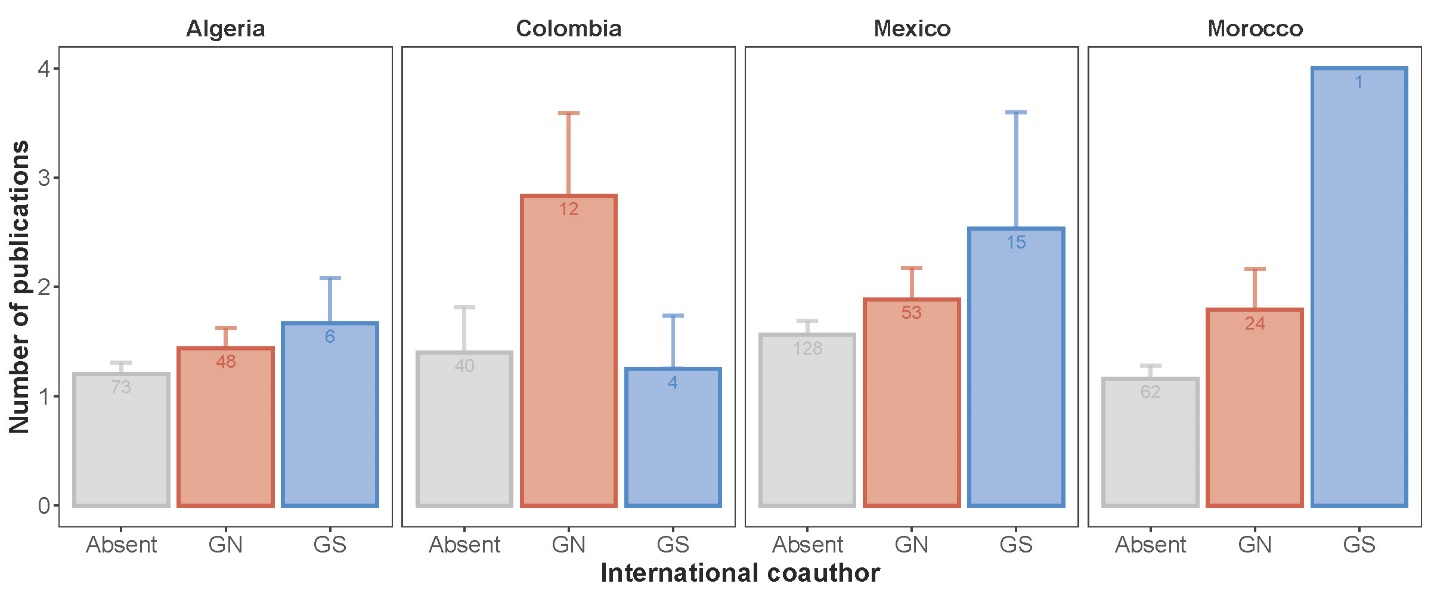 Algeria
Colombia
Mexico
Morocco
Number of publications
4
3
2
1
0
73
48
6
40
12
4
128
53
15
62
24
1
Absent GN GS
Absent GN GS
Absent GN GS
Absent GN GS
International coauthor